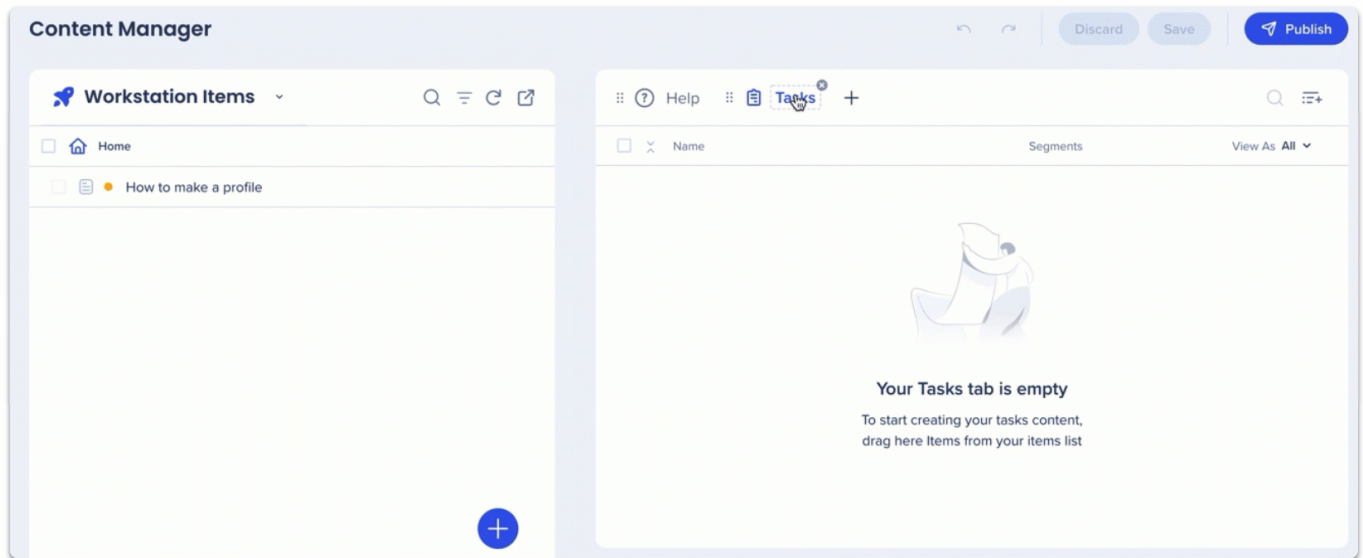 Content Manager
Discard
Save
Publish
Workstation Items
Help
Tasks
Home
Name
Segments
View As All
How to make a profile
Your Tasks tab is empty
To start creating your tasks content,
drag here Items from your items list